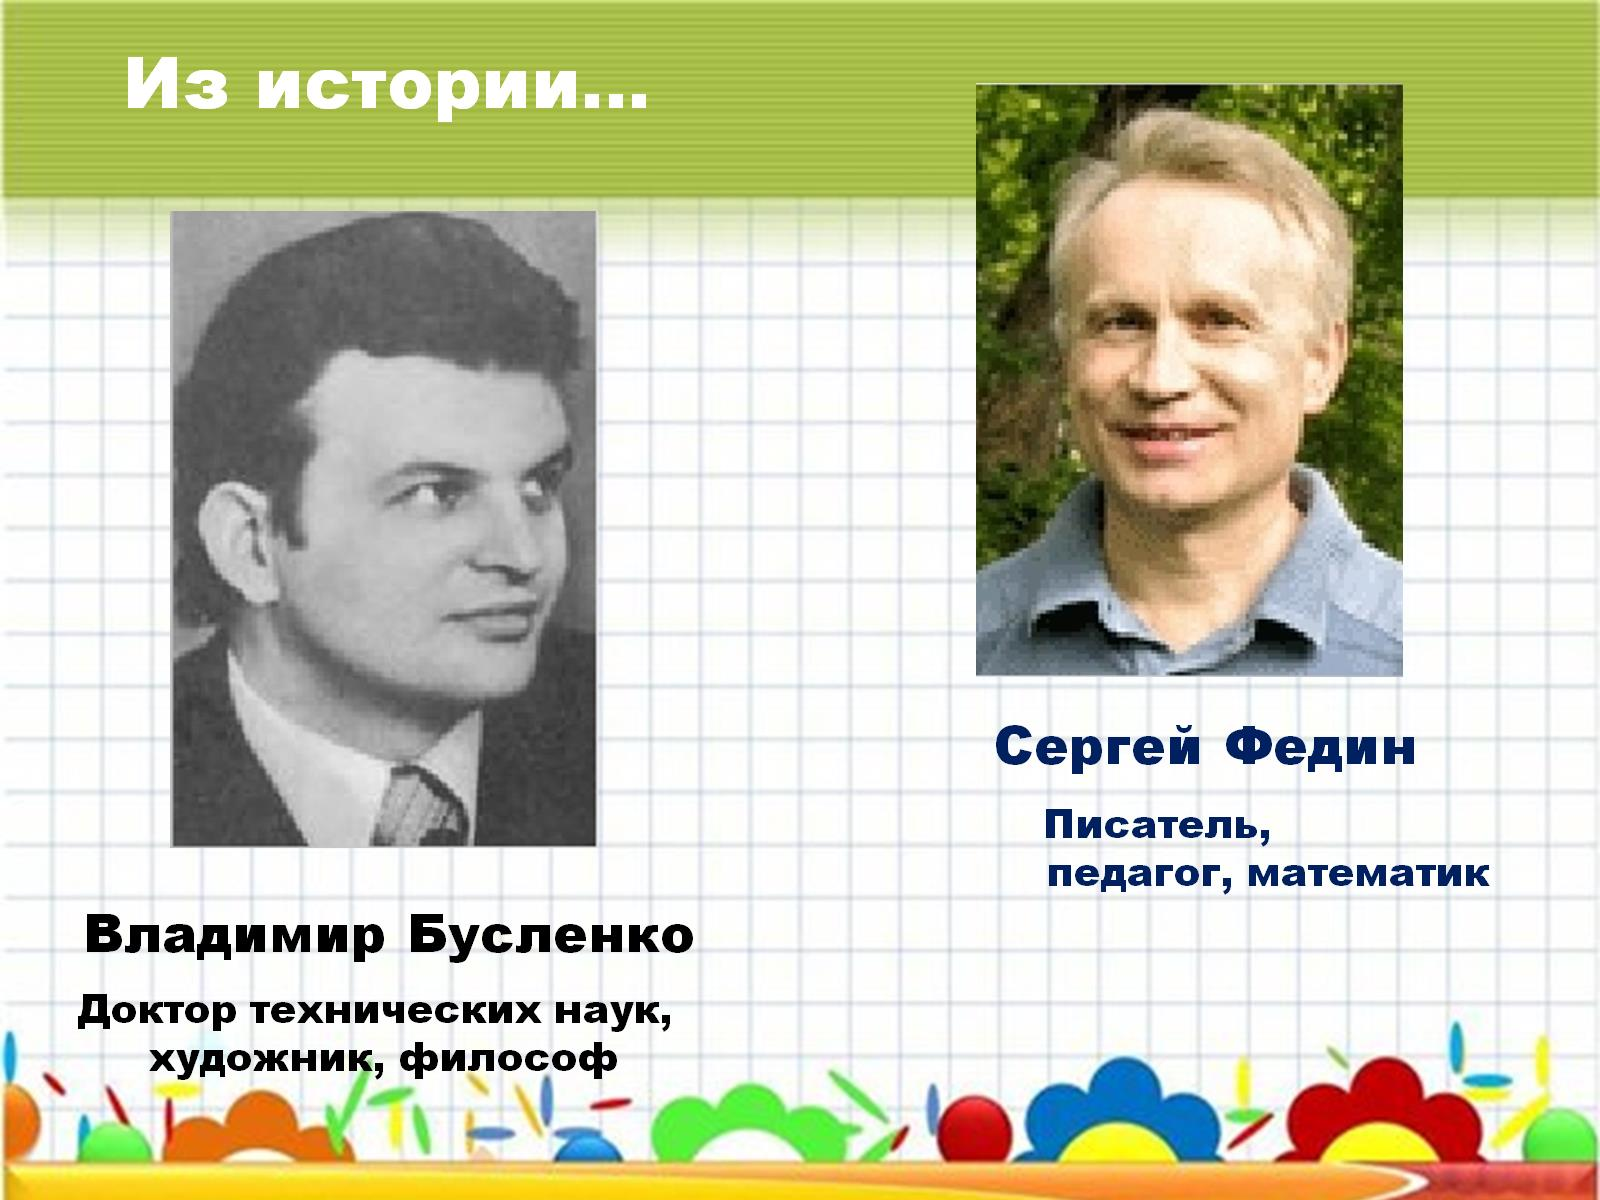 Из истории...
Сергей Федин
Писатель,
педагог, математик
Владимир Бусленко
Доктор технических наук,
художник, философ